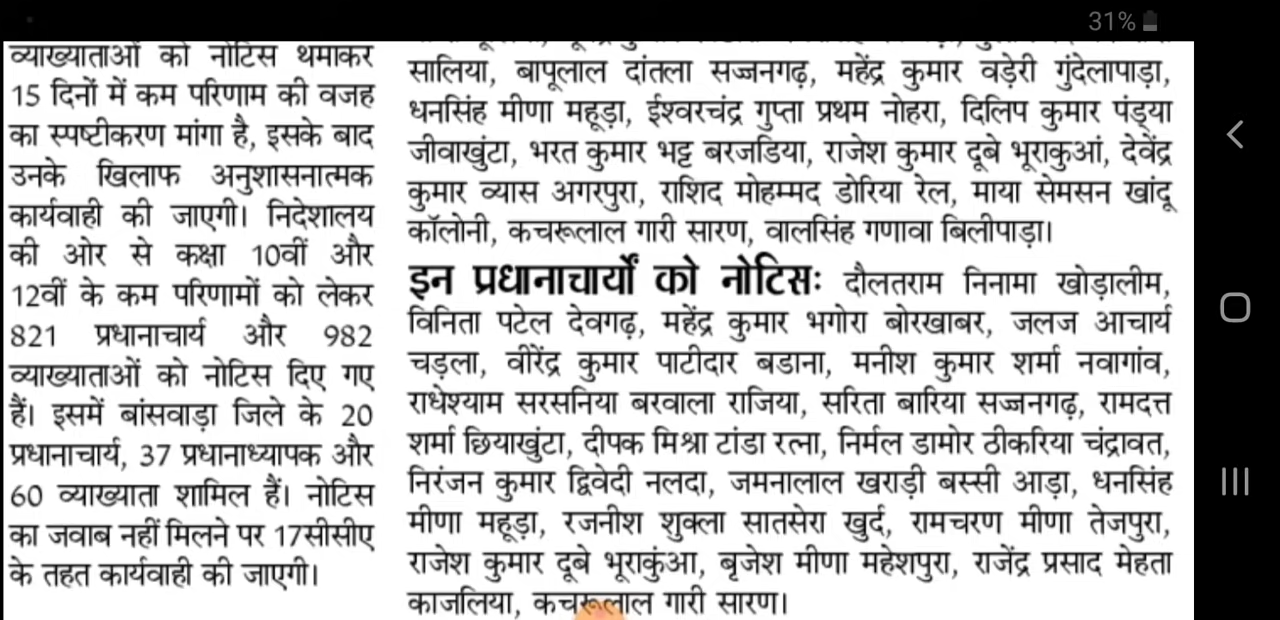 31%
व्याख्याताओं को नोटिस थमाकर
15 दिनों में कम परिणाम की वजह
का स्पष्टीकरण मांगा है, इसके बाद
उनके खिलाफ अनुशासनात्मक
कार्यवाही की जाएगी। निदेशालय
की ओर से कक्षा 10वीं और
12वीं के कम परिणामों को लेकर
821 प्रधानाचार्य और 982
व्याख्याताओं को नोटिस दिए गए
हैं। इसमें बांसवाड़ा जिले के 20
प्रधानाचार्य, 37 प्रधानाध्यापक और
60 व्याख्याता शामिल हैं। नोटिस
का जवाब नहीं मिलने पर 17सीसीए
के तहत कार्यवाही की जाएगी।
सालिया, बापूलाल दांतला सज्जनगढ़, महेंद्र कुमार वड़ेरी गुंदेलापाड़ा,
धनसिंह मीणा महूड़ा, ईश्वरचंद्र गुप्ता प्रथम नोहरा, दिलिप कुमार पंड्या
जीवाखुंटा, भरत कुमार भट्ट बरजडिया, राजेश कुमार दूबे भूराकुआं, देवेंद्र
कुमार व्यास अगरपुरा, राशिद मोहम्मद डोरिया रेल, माया सेमसन खांदू
कॉलोनी, कचरूलाल गारी सारण, वालसिंह गणावा बिलीपाड़ा।
इन प्रधानाचार्यों को नोटिसः दौलतराम निनामा खोड़ालीम,
विनिता पटेल देवगढ़, महेंद्र कुमार भगोरा बोरखाबर, जलज आचार्य
चड़ला, वीरेंद्र कुमार पाटीदार बडाना, मनीश कुमार शर्मा नवागांव,
राधेश्याम सरसनिया बरवाला राजिया, सरिता बारिया सज्जनगढ़, रामदत्त
शर्मा छियाखुंटा, दीपक मिश्रा टांडा रत्ना, निर्मल डामोर ठीकरिया चंद्रावत,
निरंजन कुमार द्विवेदी नलदा, जमनालाल खराड़ी बस्सी आड़ा, धनसिंह
मीणा महूड़ा, रजनीश शुक्ला सातसेरा खुर्द, रामचरण मीणा तेजपुरा,
राजेश कुमार दूबे भूराकुंआ, बृजेश मीणा महेशपुरा, राजेंद्र प्रसाद मेहता
काजलिया, कचरूलाल गारी सारण।